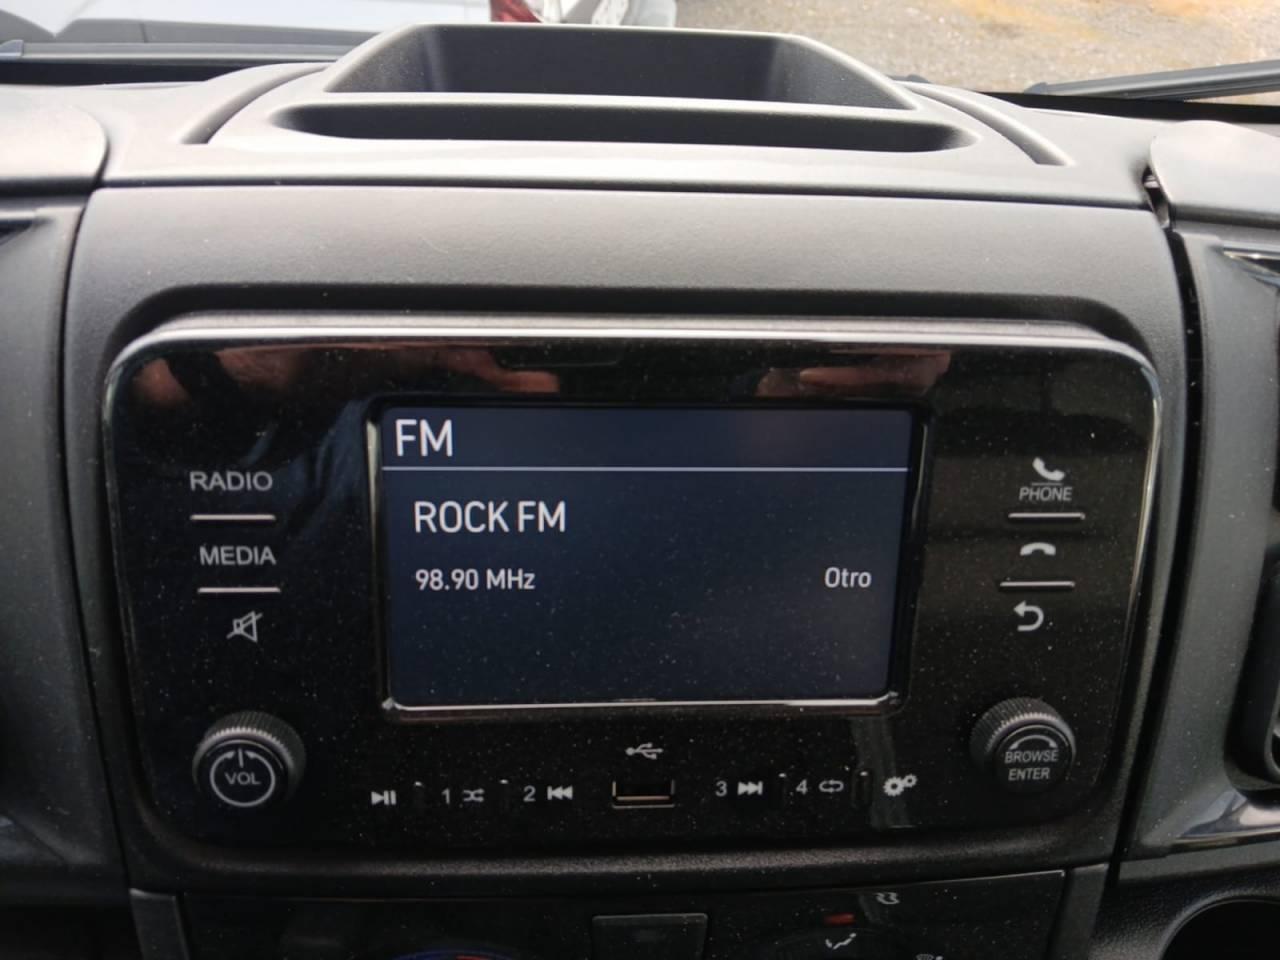 FM
RADIO
PHONE
ROCK FM
MEDIA
98.90 MHz
Otro
VOL
BROWSE
ENTER
1
2
3
4